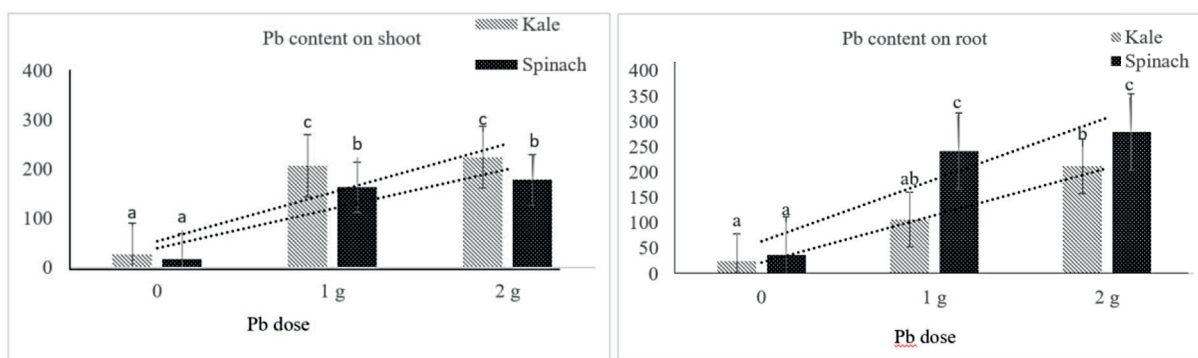 Pb content on shoot
Kale
Spinach
400
300
200
100
0
a
a
c
b
c
b
0
1 g
2 g
Pb dose
Pb content on root
Kale
Spinach
400
350
300
250
200
150
100
50
0
a
a
ab
c
b
c
0
1 g
2 g
Pb dose